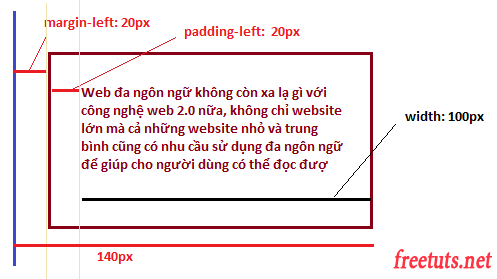 margin-left: 20px
padding-left: 20px
Web đa ngôn ngữ không còn xa lạ gì với
công nghệ web 2.0 nữa, không chỉ website
lớn mà cả những website nhỏ và trung
bình cũng có nhu cầu sử dụng đa ngôn ngữ
để giúp cho người dùng có thể đọc đượ
width: 100px
140px
freetuts.net